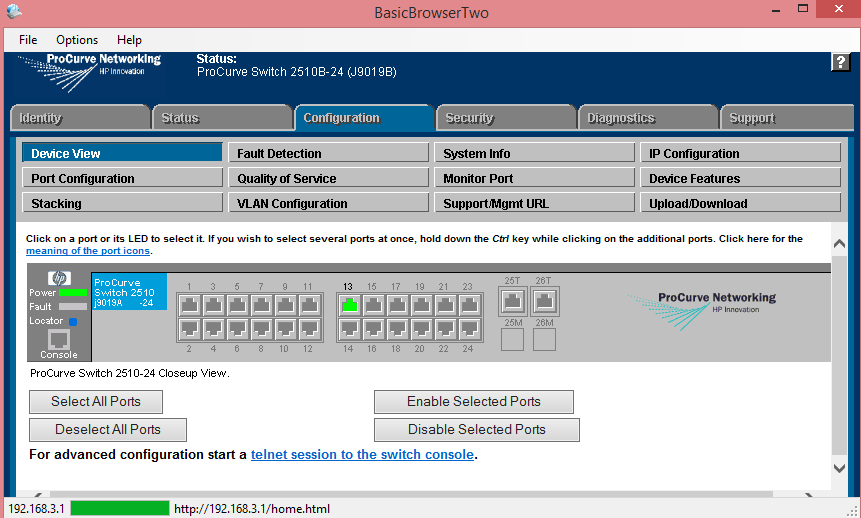 BasicBrowserTwo
File Options Help
ProCurve Networking
HP Innovation
Status:
ProCurve Switch 2510B-24 (J9019B)
?
Identity Status Configuration Security Diagnostics Support
Device View Fault Detection System Info IP Configuration
Port Configuration Quality of Service Monitor Port Device Features
Stacking VLAN Configuration Support/Mgmt URL Upload/Download
Click on a port or its LED to select it. If you wish to select several ports at once, hold down the Ctrl key while clicking on the additional ports. Click here for the
meaning of the port icons.
hp
Power
Fault
Locator
Console
ProCurve
Switch 2510
J9019A -24
1 3 5 7 9 11 13 15 17 19 21 23 25T 26T
2 4 6 8 10 12 14 16 18 20 22 24 25M 26M
ProCurve Networking
HP Innovation
ProCurve Switch 2510-24 Closeup View.
Select All Ports Enable Selected Ports
Deselect All Ports Disable Selected Ports
For advanced configuration start a telnet session to the switch console.
192.168.3.1 http://192.168.3.1/home.html